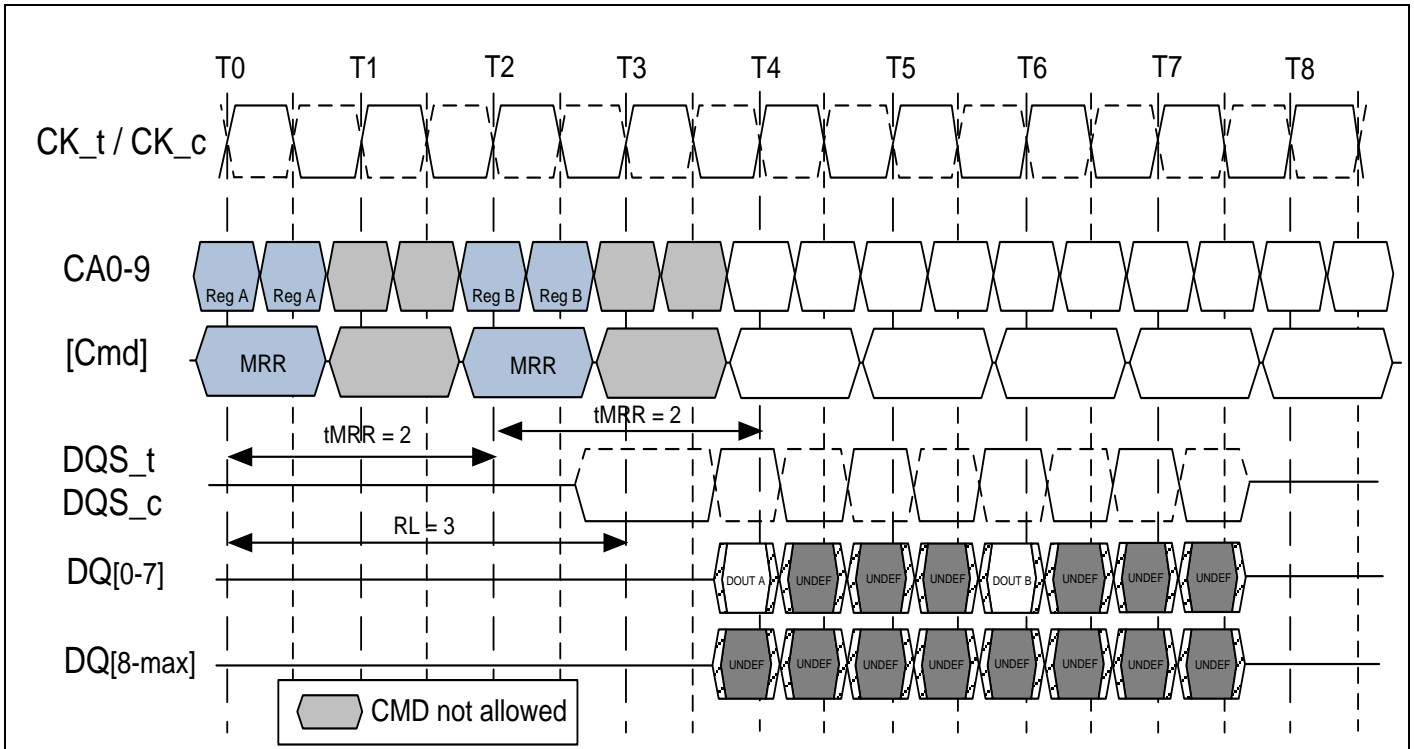 T0 T1 T2 T3 T4 T5 T6 T7 T8
CK_t / CK_c
CA0-9
Reg A Reg A Reg B Reg B
[Cmd]
MRR MRR
tMRR = 2
tMRR = 2
DQS_t
DQS_c
RL = 3
DQ[0-7]
DOUT A UNDEF UNDEF UNDEF DOUT B UNDEF UNDEF UNDEF
DQ[8-max]
UNDEF UNDEF UNDEF UNDEF UNDEF UNDEF UNDEF UNDEF
CMD not allowed